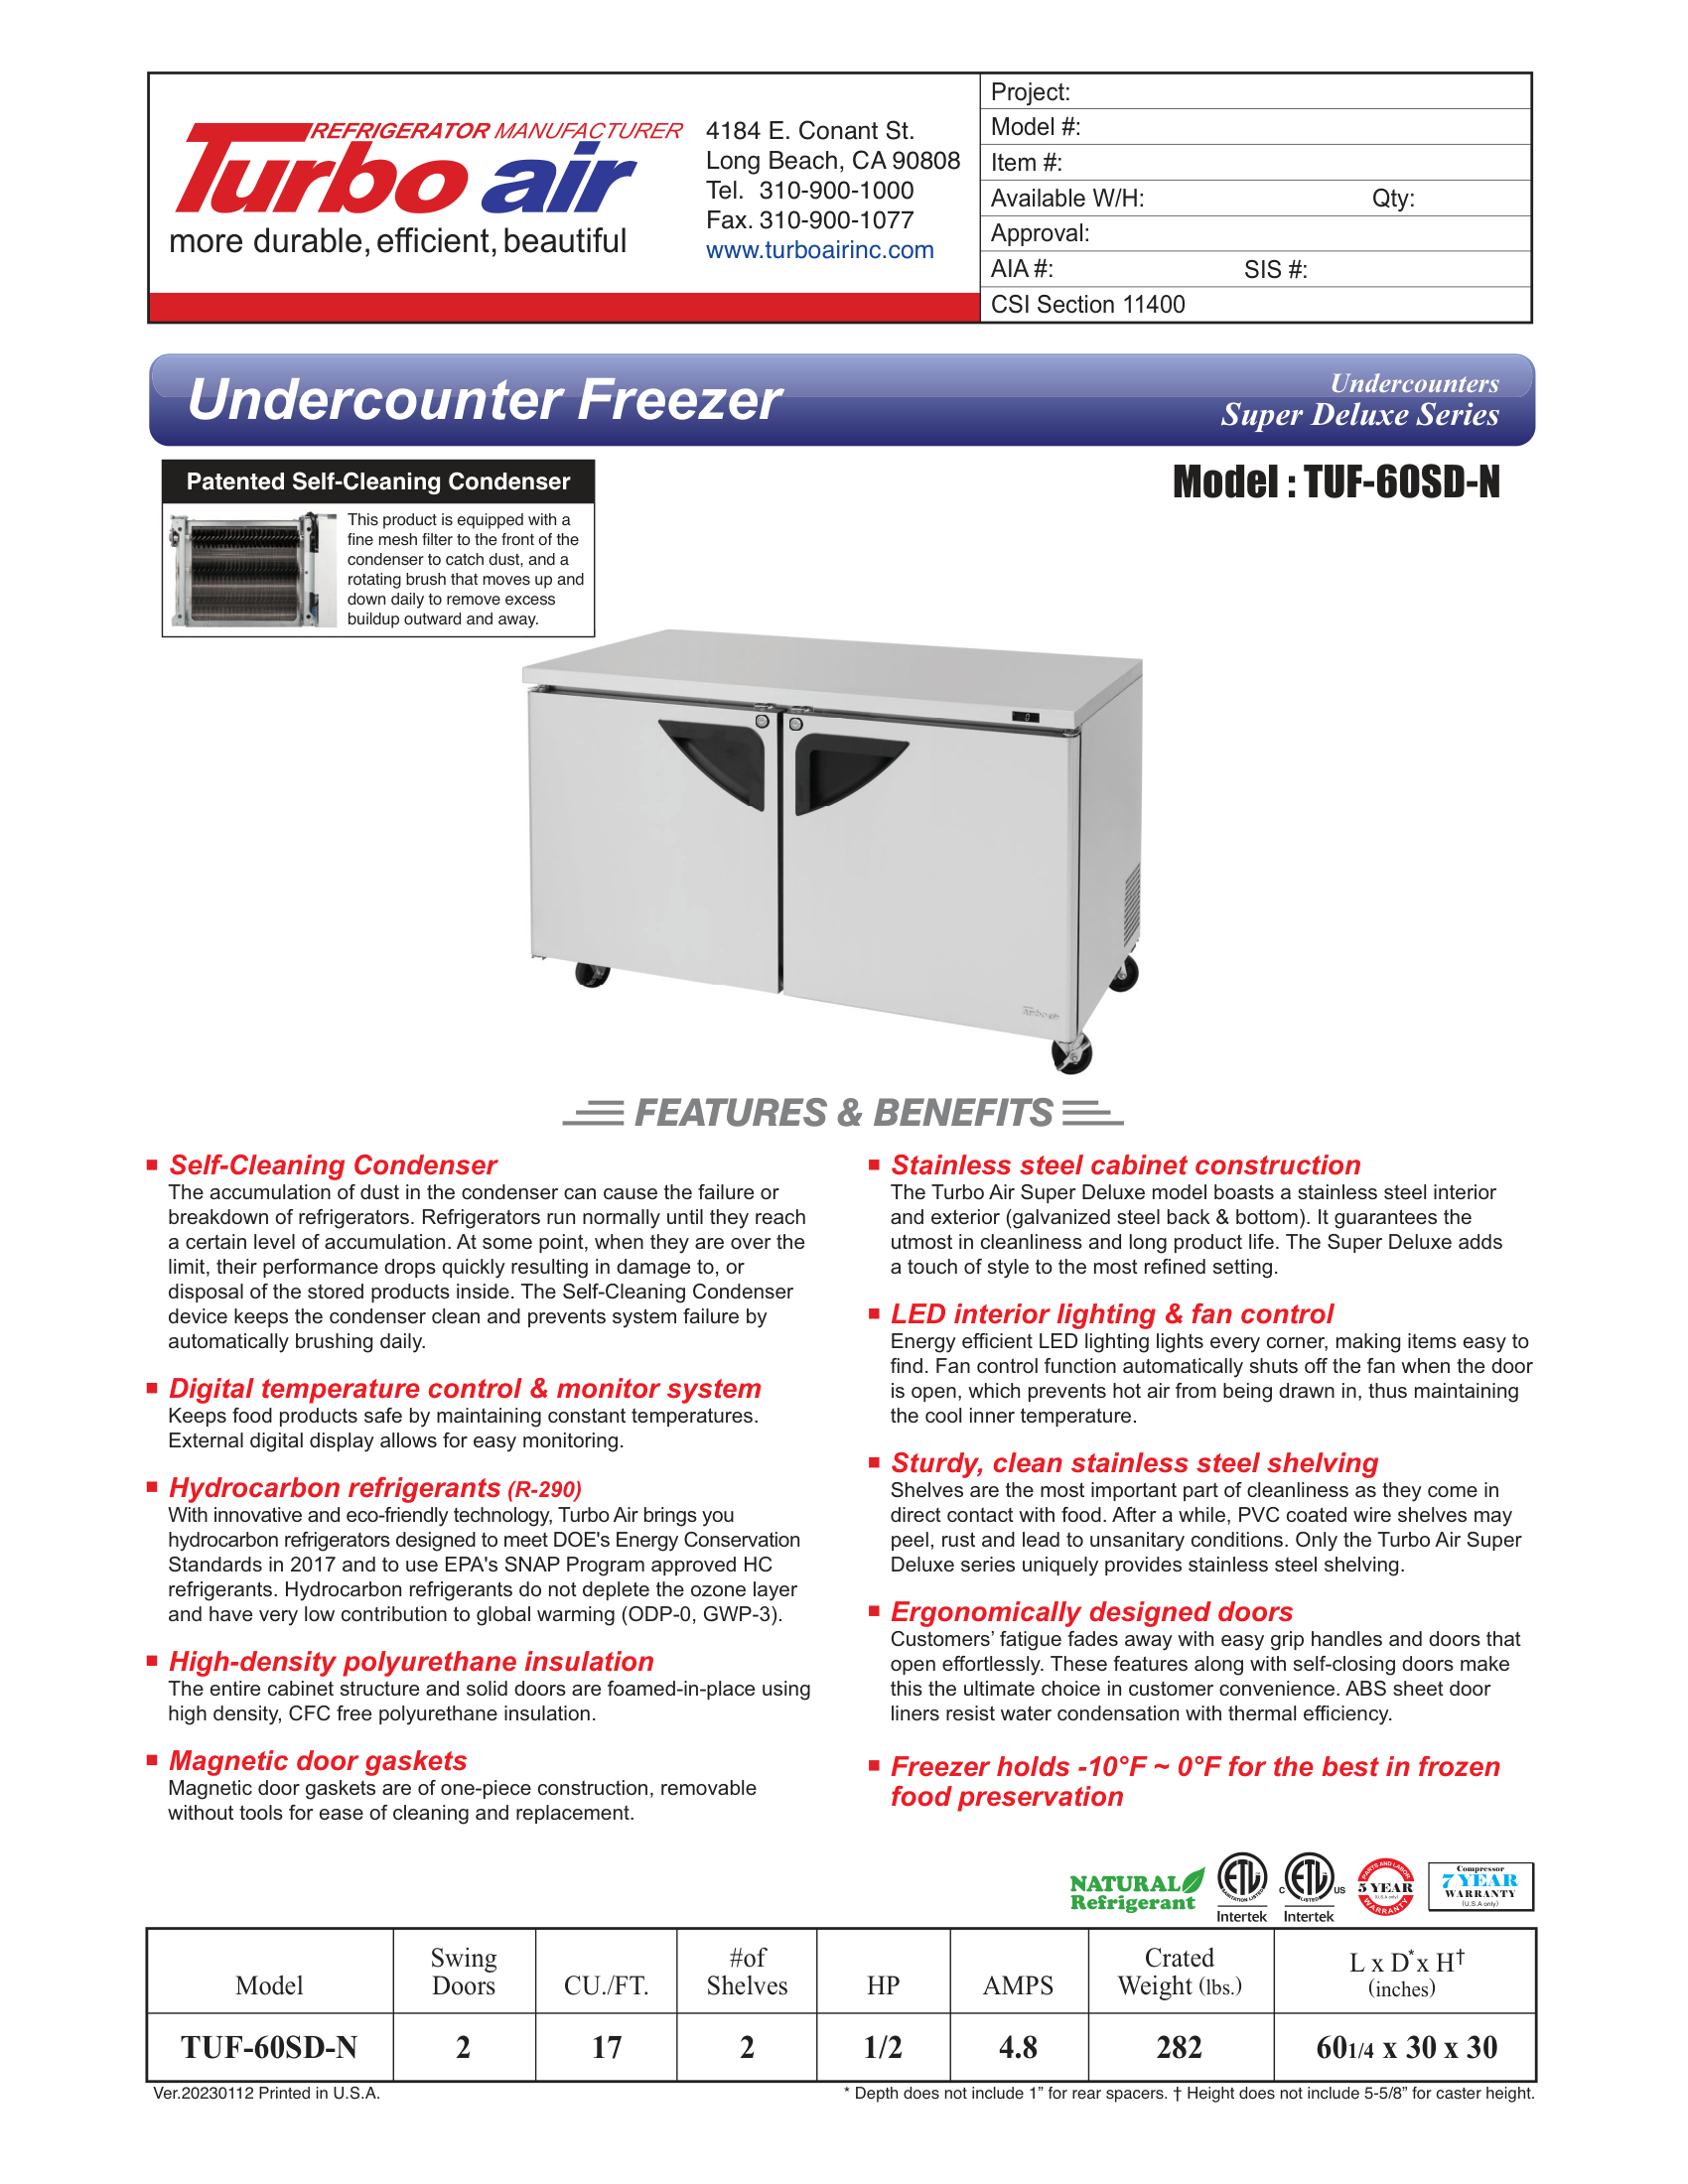 REFRIGERATOR MANUFACTURER
Turbo air
more durable, efficient, beautiful
4184 E. Conant St.
Long Beach, CA 90808
Tel. 310-900-1000
Fax. 310-900-1077
www.turboairinc.com
Project:
Model #:
Item #:
Available W/H: Qty:
Approval:
AIA #: SIS #:
CSI Section 11400
Undercounter Freezer
Undercounters
Super Deluxe Series
Patented Self-Cleaning Condenser
This product is equipped with a
fine mesh filter to the front of the
condenser to catch dust, and a
rotating brush that moves up and
down daily to remove excess
buildup outward and away.
Model : TUF-60SD-N
0
Turbo air
FEATURES & BENEFITS
Self-Cleaning Condenser
The accumulation of dust in the condenser can cause the failure or
breakdown of refrigerators. Refrigerators run normally until they reach
a certain level of accumulation. At some point, when they are over the
limit, their performance drops quickly resulting in damage to, or
disposal of the stored products inside. The Self-Cleaning Condenser
device keeps the condenser clean and prevents system failure by
automatically brushing daily.
Digital temperature control & monitor system
Keeps food products safe by maintaining constant temperatures.
External digital display allows for easy monitoring.
Hydrocarbon refrigerants (R-290)
With innovative and eco-friendly technology, Turbo Air brings you
hydrocarbon refrigerators designed to meet DOE's Energy Conservation
Standards in 2017 and to use EPA's SNAP Program approved HC
refrigerants. Hydrocarbon refrigerants do not deplete the ozone layer
and have very low contribution to global warming (ODP-0, GWP-3).
High-density polyurethane insulation
The entire cabinet structure and solid doors are foamed-in-place using
high density, CFC free polyurethane insulation.
Magnetic door gaskets
Magnetic door gaskets are of one-piece construction, removable
without tools for ease of cleaning and replacement.
Stainless steel cabinet construction
The Turbo Air Super Deluxe model boasts a stainless steel interior
and exterior (galvanized steel back & bottom). It guarantees the
utmost in cleanliness and long product life. The Super Deluxe adds
a touch of style to the most refined setting.
LED interior lighting & fan control
Energy efficient LED lighting lights every corner, making items easy to
find. Fan control function automatically shuts off the fan when the door
is open, which prevents hot air from being drawn in, thus maintaining
the cool inner temperature.
Sturdy, clean stainless steel shelving
Shelves are the most important part of cleanliness as they come in
direct contact with food. After a while, PVC coated wire shelves may
peel, rust and lead to unsanitary conditions. Only the Turbo Air Super
Deluxe series uniquely provides stainless steel shelving.
Ergonomically designed doors
Customers' fatigue fades away with easy grip handles and doors that
open effortlessly. These features along with self-closing doors make
this the ultimate choice in customer convenience. ABS sheet door
liners resist water condensation with thermal efficiency.
Freezer holds -10°F ~ 0°F for the best in frozen
food preservation
NATURAL
Refrigerant
ETL
SANITATION LISTED
Intertek
C ETL US
LISTED
Intertek
PARTS AND LABOR
5 YEAR
(U.S.A only)
WARRANTY
Compressor
7 YEAR
WARRANTY
(U.S.A only)
Model Swing Doors CU./FT. #of Shelves HP AMPS Crated Weight (lbs.) L x D* x H† (inches)
TUF-60SD-N 2 17 2 1/2 4.8 282 60 1/4 x 30 x 30
Ver.20230112 Printed in U.S.A.
* Depth does not include 1” for rear spacers. † Height does not include 5-5/8” for caster height.